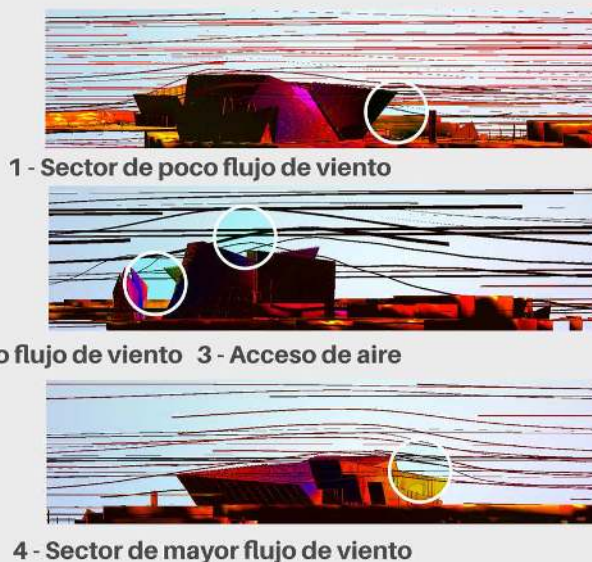 1 - Sector de poco flujo de viento
flujo de viento 3 - Acceso de aire
4 - Sector de mayor flujo de viento